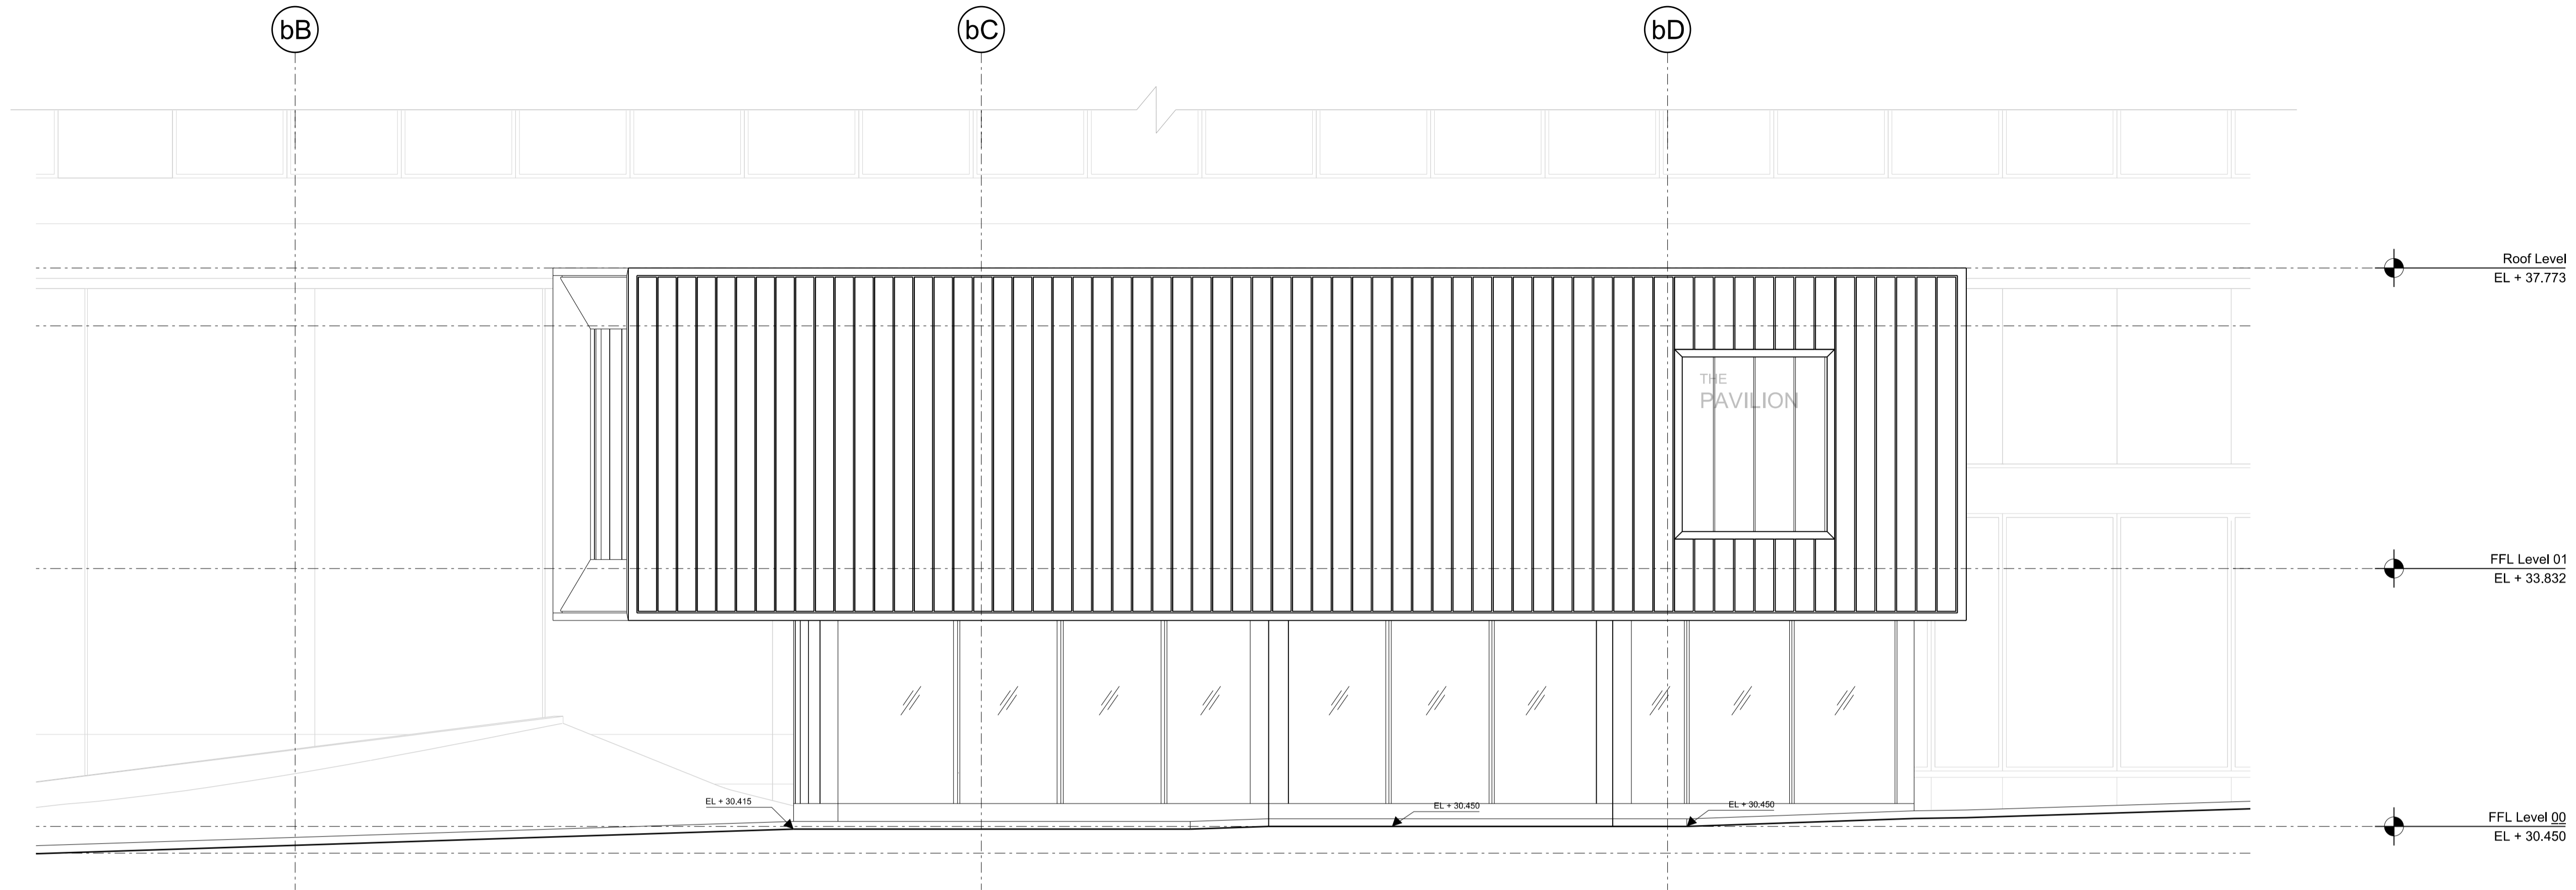 bB
bC
bD
Roof Level
EL + 37.773
THE
PAVILION
FFL Level 01
EL + 33.832
EL + 30.415
EL + 30.450
EL + 30.450
FFL Level 00
EL + 30.450